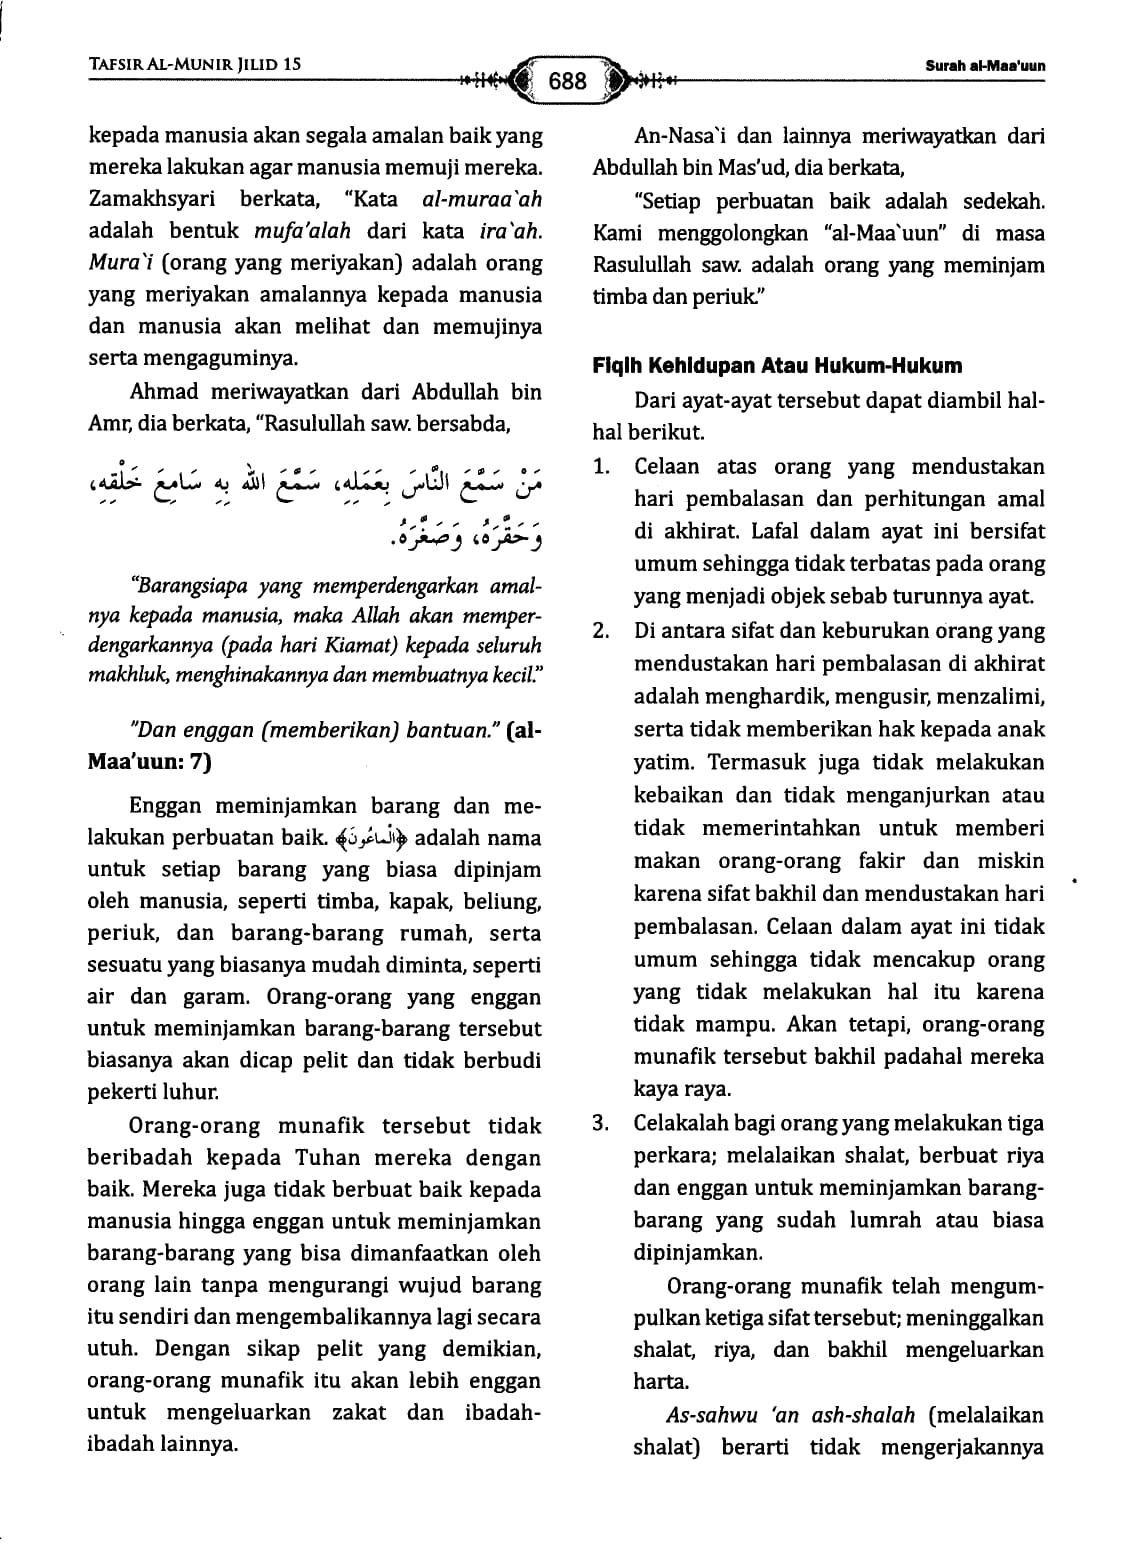 TAFSIR AL-MUNIR JILID 15
688
Surah al-Maa'uun
kepada manusia akan segala amalan baik yang
mereka lakukan agar manusia memuji mereka.
Zamakhsyari berkata, “Kata al-muraa`ah
adalah bentuk mufa’alah dari kata ira`ah.
Mura`i (orang yang meriyakan) adalah orang
yang meriyakan amalannya kepada manusia
dan manusia akan melihat dan memujinya
serta mengaguminya.
Ahmad meriwayatkan dari Abdullah bin
Amr, dia berkata, “Rasulullah saw. bersabda,
مَنْ سَمَّعَ النَّاسَ بِعَمَلِهِ، سَمَّعَ اللهُ بِهِ سَامِعَ خَلْقِهِ،
وَحَقَّرَهُ، وَصَغَّرَهُ.
“Barangsiapa yang memperdengarkan amal-
nya kepada manusia, maka Allah akan memper-
dengarkannya (pada hari Kiamat) kepada seluruh
makhluk, menghinakannya dan membuatnya kecil.”
”Dan enggan (memberikan) bantuan.” (al-
Maa’uun: 7)
Enggan meminjamkan barang dan me-
lakukan perbuatan baik. ﴿الْمَاعُونَ﴾ adalah nama
untuk setiap barang yang biasa dipinjam
oleh manusia, seperti timba, kapak, beliung,
periuk, dan barang-barang rumah, serta
sesuatu yang biasanya mudah diminta, seperti
air dan garam. Orang-orang yang enggan
untuk meminjamkan barang-barang tersebut
biasanya akan dicap pelit dan tidak berbudi
pekerti luhur.
Orang-orang munafik tersebut tidak
beribadah kepada Tuhan mereka dengan
baik. Mereka juga tidak berbuat baik kepada
manusia hingga enggan untuk meminjamkan
barang-barang yang bisa dimanfaatkan oleh
orang lain tanpa mengurangi wujud barang
itu sendiri dan mengembalikannya lagi secara
utuh. Dengan sikap pelit yang demikian,
orang-orang munafik itu akan lebih enggan
untuk mengeluarkan zakat dan ibadah-
ibadah lainnya.
An-Nasa`i dan lainnya meriwayatkan dari
Abdullah bin Mas’ud, dia berkata,
“Setiap perbuatan baik adalah sedekah.
Kami menggolongkan “al-Maa`uun” di masa
Rasulullah saw. adalah orang yang meminjam
timba dan periuk.”
Fiqih Kehidupan Atau Hukum-Hukum
Dari ayat-ayat tersebut dapat diambil hal-
hal berikut.
1. Celaan atas orang yang mendustakan
hari pembalasan dan perhitungan amal
di akhirat. Lafal dalam ayat ini bersifat
umum sehingga tidak terbatas pada orang
yang menjadi objek sebab turunnya ayat.
2. Di antara sifat dan keburukan orang yang
mendustakan hari pembalasan di akhirat
adalah menghardik, mengusir, menzalimi,
serta tidak memberikan hak kepada anak
yatim. Termasuk juga tidak melakukan
kebaikan dan tidak menganjurkan atau
tidak memerintahkan untuk memberi
makan orang-orang fakir dan miskin
karena sifat bakhil dan mendustakan hari
pembalasan. Celaan dalam ayat ini tidak
umum sehingga tidak mencakup orang
yang tidak melakukan hal itu karena
tidak mampu. Akan tetapi, orang-orang
munafik tersebut bakhil padahal mereka
kaya raya.
3. Celakalah bagi orang yang melakukan tiga
perkara; melalaikan shalat, berbuat riya
dan enggan untuk meminjamkan barang-
barang yang sudah lumrah atau biasa
dipinjamkan.
Orang-orang munafik telah mengum-
pulkan ketiga sifat tersebut; meninggalkan
shalat, riya, dan bakhil mengeluarkan
harta.
As-sahwu ‘an ash-shalah (melalaikan
shalat) berarti tidak mengerjakannya